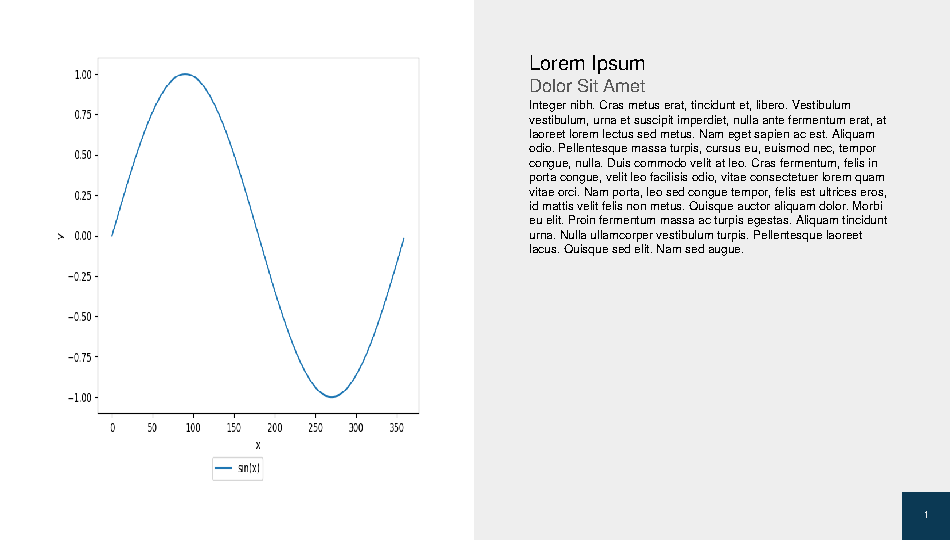 1.00
0.75
0.50
0.25
0.00
−0.25
−0.50
−0.75
−1.00
y
0 50 100 150 200 250 300 350
x
sin(x)
Lorem Ipsum
Dolor Sit Amet
Integer nibh. Cras metus erat, tincidunt et, libero. Vestibulum
vestibulum, urna et suscipit imperdiet, nulla ante fermentum erat, at
laoreet lorem lectus sed metus. Nam eget sapien ac est. Aliquam
odio. Pellentesque massa turpis, cursus eu, euismod nec, tempor
congue, nulla. Duis commodo velit at leo. Cras fermentum, felis in
porta congue, velit leo facilisis odio, vitae consectetuer lorem quam
vitae orci. Nam porta, leo sed congue tempor, felis est ultrices eros,
id mattis velit felis non metus. Quisque auctor aliquam dolor. Morbi
eu elit. Proin fermentum massa ac turpis egestas. Aliquam tincidunt
urna. Nulla ullamcorper vestibulum turpis. Pellentesque laoreet
lacus. Quisque sed elit. Nam sed augue.
1